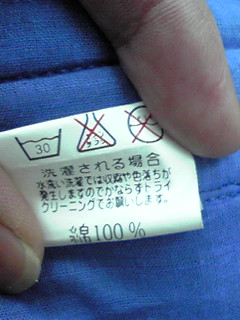 30
洗濯される場合
水洗い洗濯では収縮や色落ちが
発生しますのでかならずドライ
クリーニングでお願いします。
綿100%